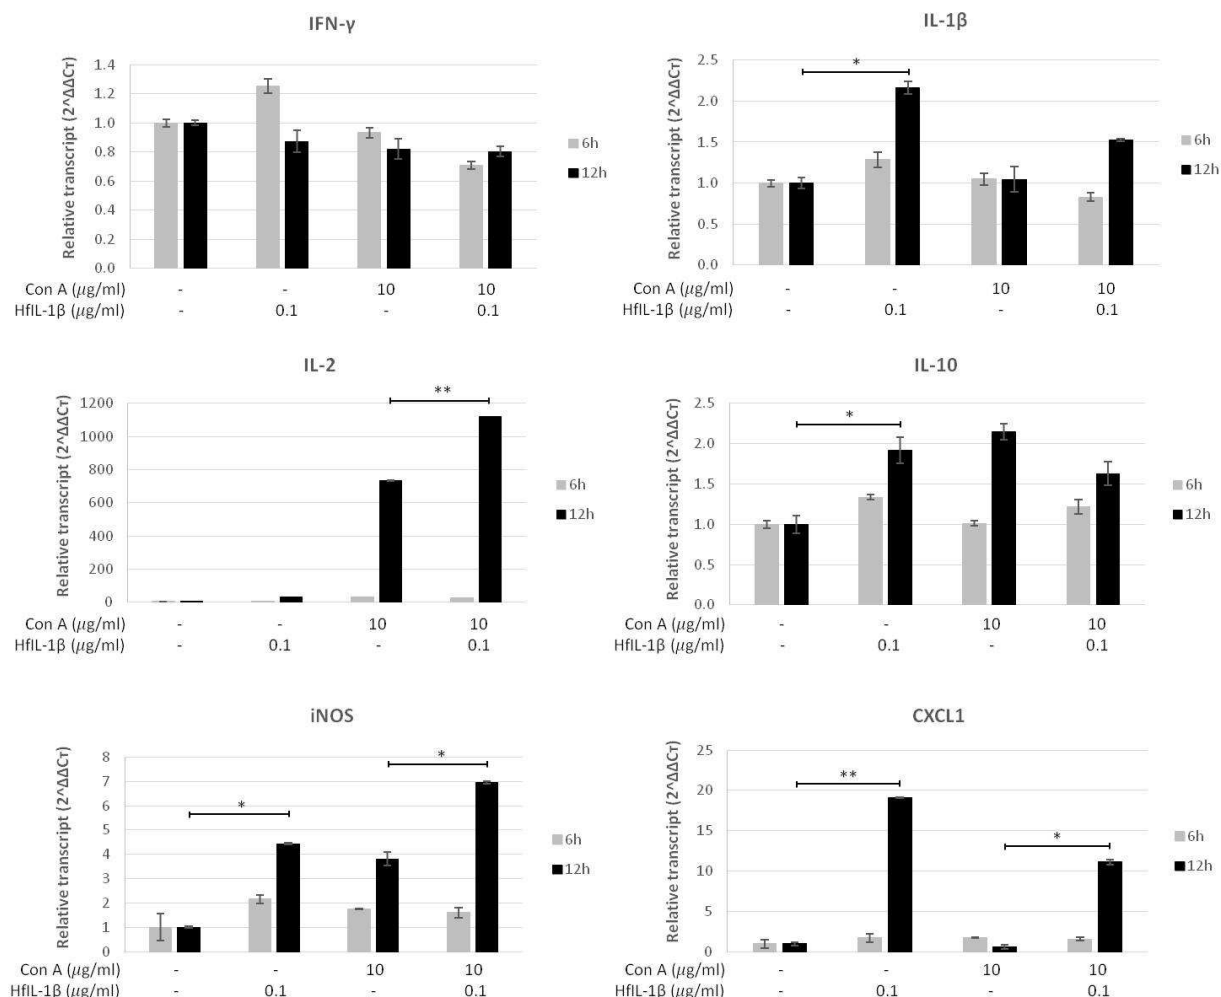 IFN-γ
Relative transcript (2^ΔΔCт)
1.4
1.2
1.0
0.8
0.6
0.4
0.2
0.0
6h
12h
Con A (μg/ml) - - 10 10
HfIL-1β (μg/ml) - 0.1 - 0.1
IL-1β
Relative transcript (2^ΔΔCт)
2.5
2.0
1.5
1.0
0.5
0.0
*
6h
12h
Con A (μg/ml) - - 10 10
HfIL-1β (μg/ml) - 0.1 - 0.1
IL-2
Relative transcript (2^ΔΔCт)
1200
1000
800
600
400
200
0
**
6h
12h
Con A (μg/ml) - - 10 10
HfIL-1β (μg/ml) - 0.1 - 0.1
IL-10
Relative transcript (2^ΔΔCт)
2.5
2.0
1.5
1.0
0.5
0.0
*
6h
12h
Con A (μg/ml) - - 10 10
HfIL-1β (μg/ml) - 0.1 - 0.1
iNOS
Relative transcript (2^ΔΔCт)
8
7
6
5
4
3
2
1
0
*
*
6h
12h
Con A (μg/ml) - - 10 10
HfIL-1β (μg/ml) - 0.1 - 0.1
CXCL1
Relative transcript (2^ΔΔCт)
25
20
15
10
5
0
**
*
6h
12h
Con A (μg/ml) - - 10 10
HfIL-1β (μg/ml) - 0.1 - 0.1